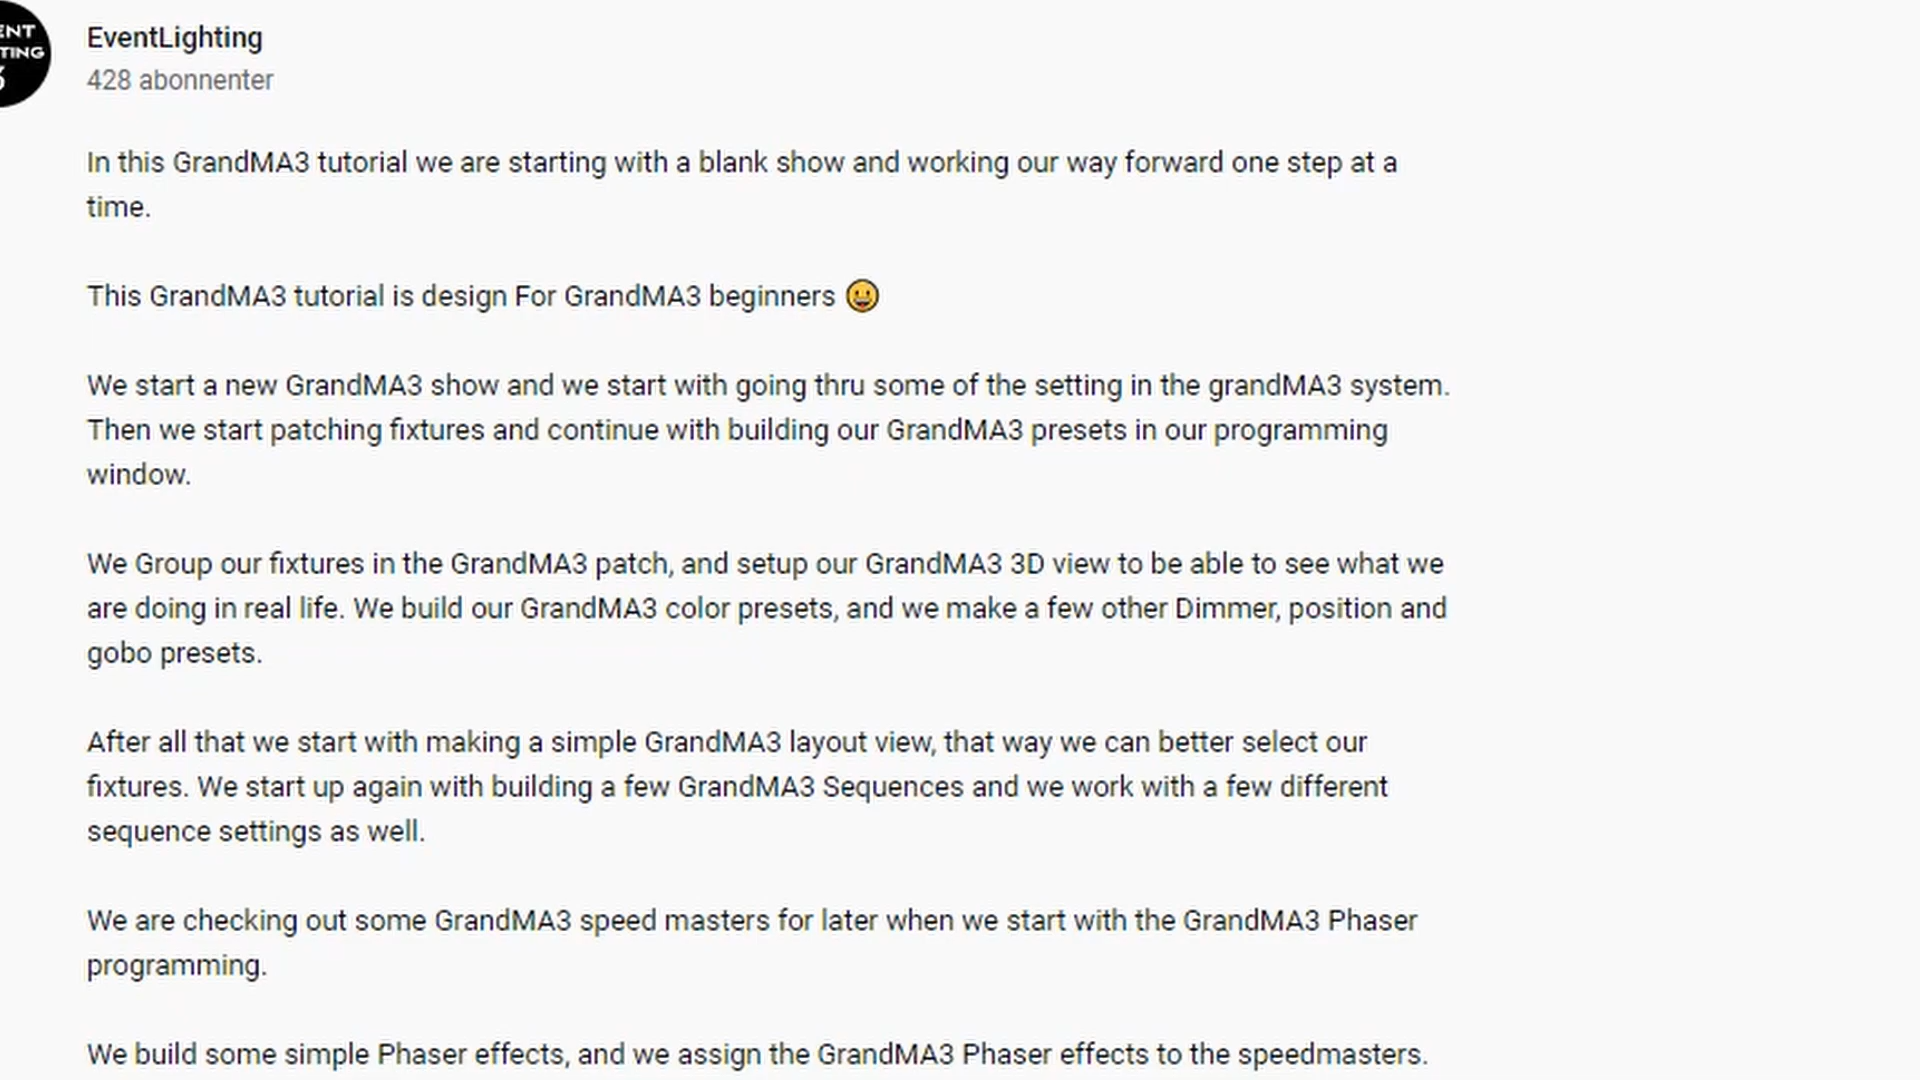 ENT
TING
3
EventLighting
428 abonnenter
In this GrandMA3 tutorial we are starting with a blank show and working our way forward one step at a
time.
This GrandMA3 tutorial is design For GrandMA3 beginners 😀
We start a new GrandMA3 show and we start with going thru some of the setting in the grandMA3 system.
Then we start patching fixtures and continue with building our GrandMA3 presets in our programming
window.
We Group our fixtures in the GrandMA3 patch, and setup our GrandMA3 3D view to be able to see what we
are doing in real life. We build our GrandMA3 color presets, and we make a few other Dimmer, position and
gobo presets.
After all that we start with making a simple GrandMA3 layout view, that way we can better select our
fixtures. We start up again with building a few GrandMA3 Sequences and we work with a few different
sequence settings as well.
We are checking out some GrandMA3 speed masters for later when we start with the GrandMA3 Phaser
programming.
We build some simple Phaser effects, and we assign the GrandMA3 Phaser effects to the speedmasters.